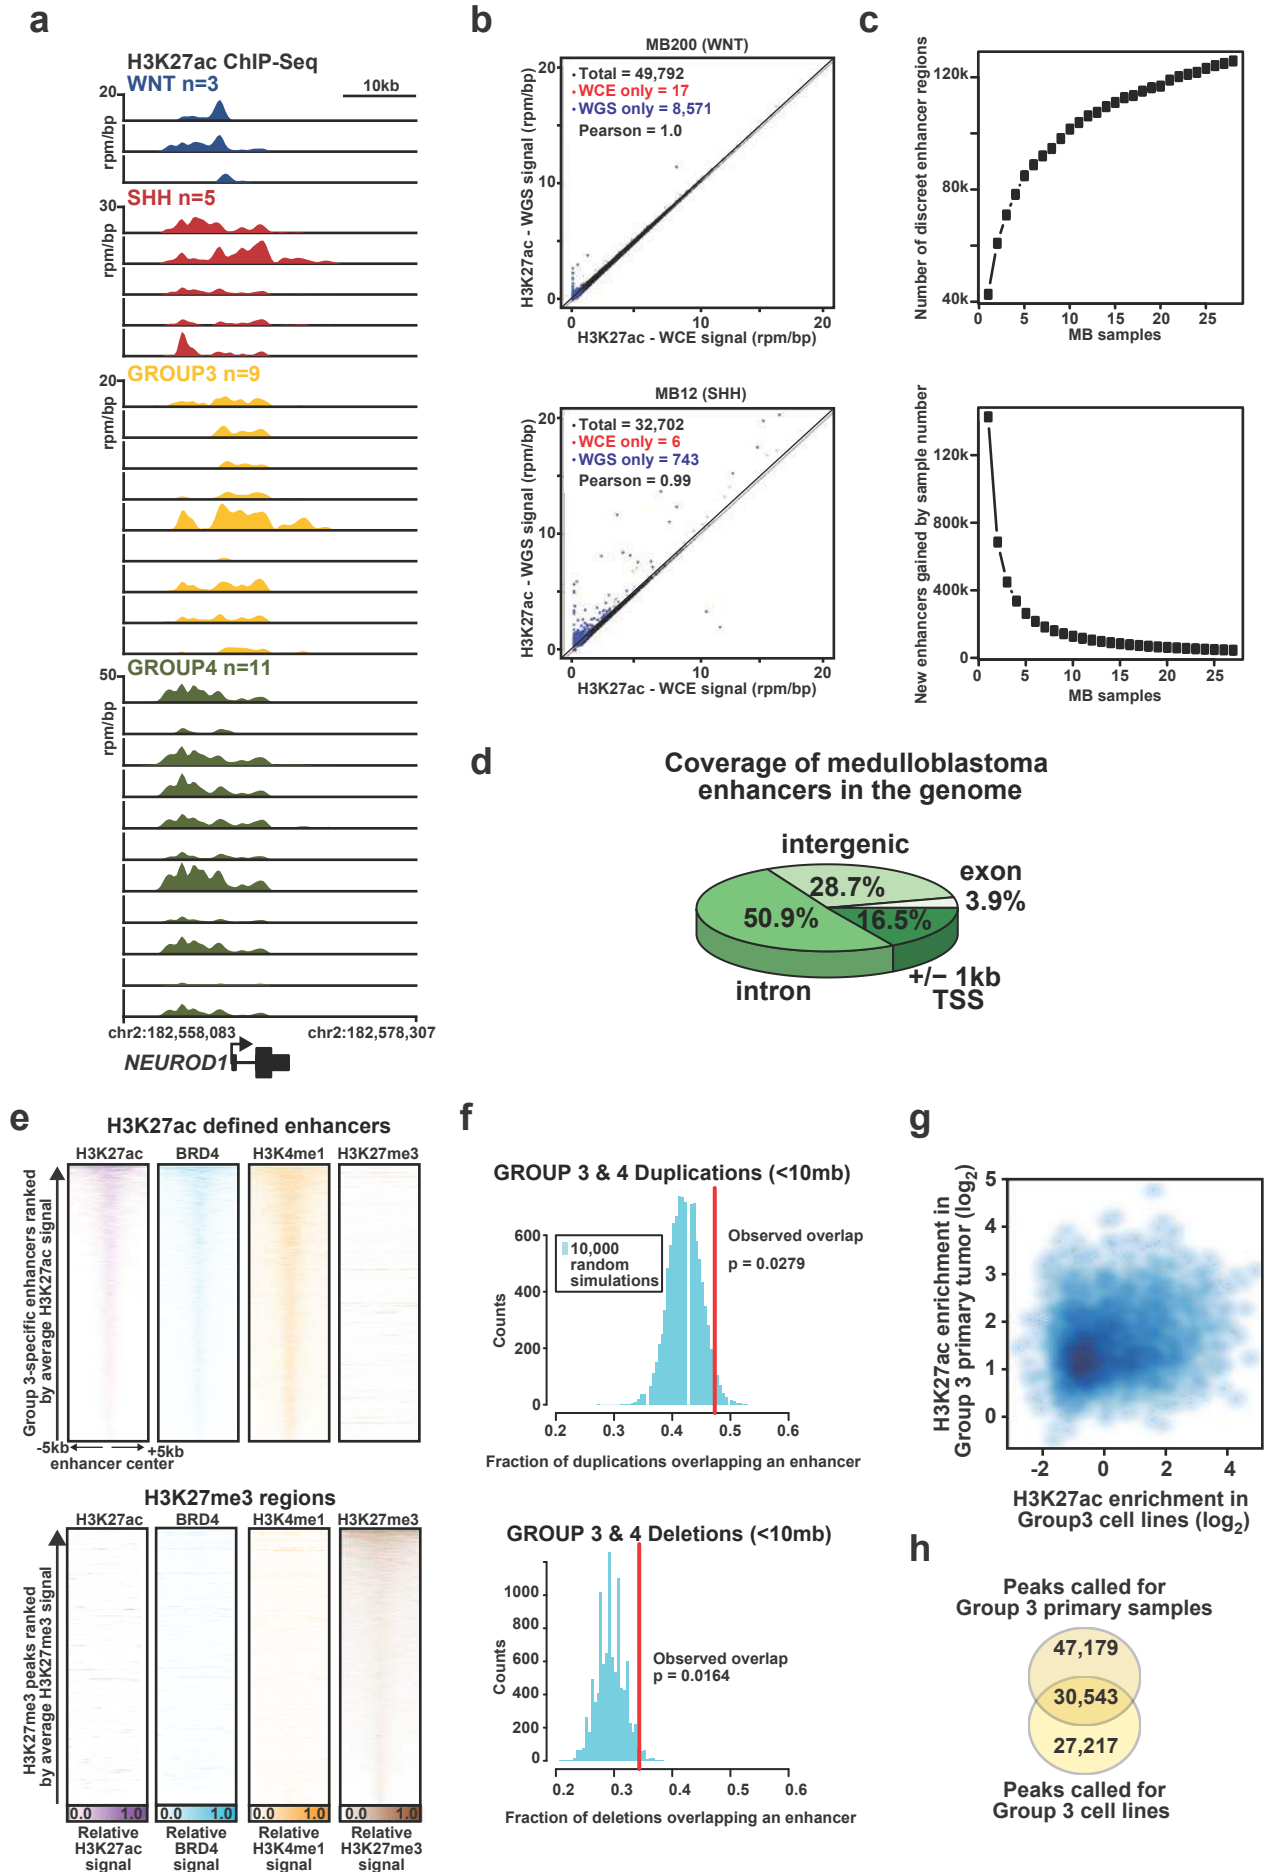 a
H3K27ac ChIP-Seq
WNT n=3
10kb
20
rpm/bp
SHH n=5
30
rpm/bp
GROUP3 n=9
20
rpm/bp
GROUP4 n=11
50
rpm/bp
chr2:182,558,083
chr2:182,578,307
NEUROD1
b
MB200 (WNT)
H3K27ac - WGS signal (rpm/bp)
20
10
0
Total = 49,792
WCE only = 17
WGS only = 8,571
Pearson = 1.0
0 10 20
H3K27ac - WCE signal (rpm/bp)
MB12 (SHH)
H3K27ac - WGS signal (rpm/bp)
20
10
0
Total = 32,702
WCE only = 6
WGS only = 743
Pearson = 0.99
0 10 20
H3K27ac - WCE signal (rpm/bp)
c
Number of discreet enhancer regions
120k
80k
40k
0 5 10 15 20 25
MB samples
New enhancers gained by sample number
120k
800k
400k
0
0 5 10 15 20 25
MB samples
d
Coverage of medulloblastoma
enhancers in the genome
intergenic
28.7%
exon
3.9%
50.9%
16.5%
intron
+/− 1kb
TSS
e
H3K27ac defined enhancers
H3K27ac BRD4 H3K4me1 H3K27me3
Group 3-specific enhancers ranked
by average H3K27ac signal
-5kb +5kb
enhancer center
H3K27me3 regions
H3K27ac BRD4 H3K4me1 H3K27me3
H3K27me3 peaks ranked
by average H3K27me3 signal
0.0 1.0 0.0 1.0 0.0 1.0 0.0 1.0
Relative Relative Relative Relative
H3K27ac BRD4 H3K4me1 H3K27me3
signal signal signal signal
f
GROUP 3 & 4 Duplications (<10mb)
Counts
600
400
200
0
10,000
random
simulations
Observed overlap
p = 0.0279
0.2 0.3 0.4 0.5 0.6
Fraction of duplications overlapping an enhancer
GROUP 3 & 4 Deletions (<10mb)
Counts
1000
800
600
400
200
0
Observed overlap
p = 0.0164
0.2 0.3 0.4 0.5 0.6
Fraction of deletions overlapping an enhancer
g
H3K27ac enrichment in
Group 3 primary tumor (log2)
5
4
3
2
1
0
-2 0 2 4
H3K27ac enrichment in
Group3 cell lines (log2)
h
Peaks called for
Group 3 primary samples
47,179
30,543
27,217
Peaks called for
Group 3 cell lines